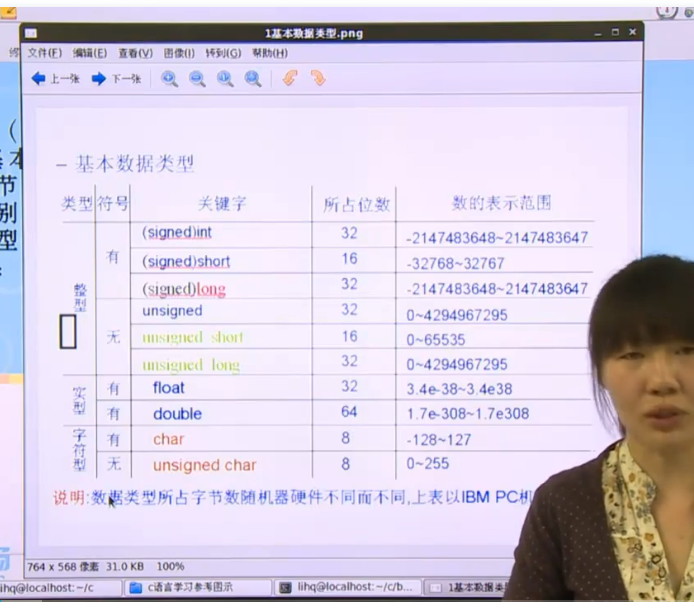 1基本数据类型.png
文件(F) 编辑(E) 查看(V) 图像(I) 转到(G) 帮助(H)
上一张 下一张
– 基本数据类型
类型 符号 关键字 所占位数 数的表示范围
整型 有 (signed)int 32 -2147483648~2147483647
(signed)short 16 -32768~32767
(signed)long 32 -2147483648~2147483647
无 unsigned 32 0~4294967295
unsigned short 16 0~65535
unsigned long 32 0~4294967295
实型 有 float 32 3.4e-38~3.4e38
有 double 64 1.7e-308~1.7e308
字符型 有 char 8 -128~127
无 unsigned char 8 0~255
说明:数据类型所占字节数随机器硬件不同而不同,上表以IBM PC机
764 x 568 像素 31.0 KB 100%
ihq@localhost:~/c c语言学习参考图示 lihq@localhost:~/c/b... 1基本数据类
本
节
别
型